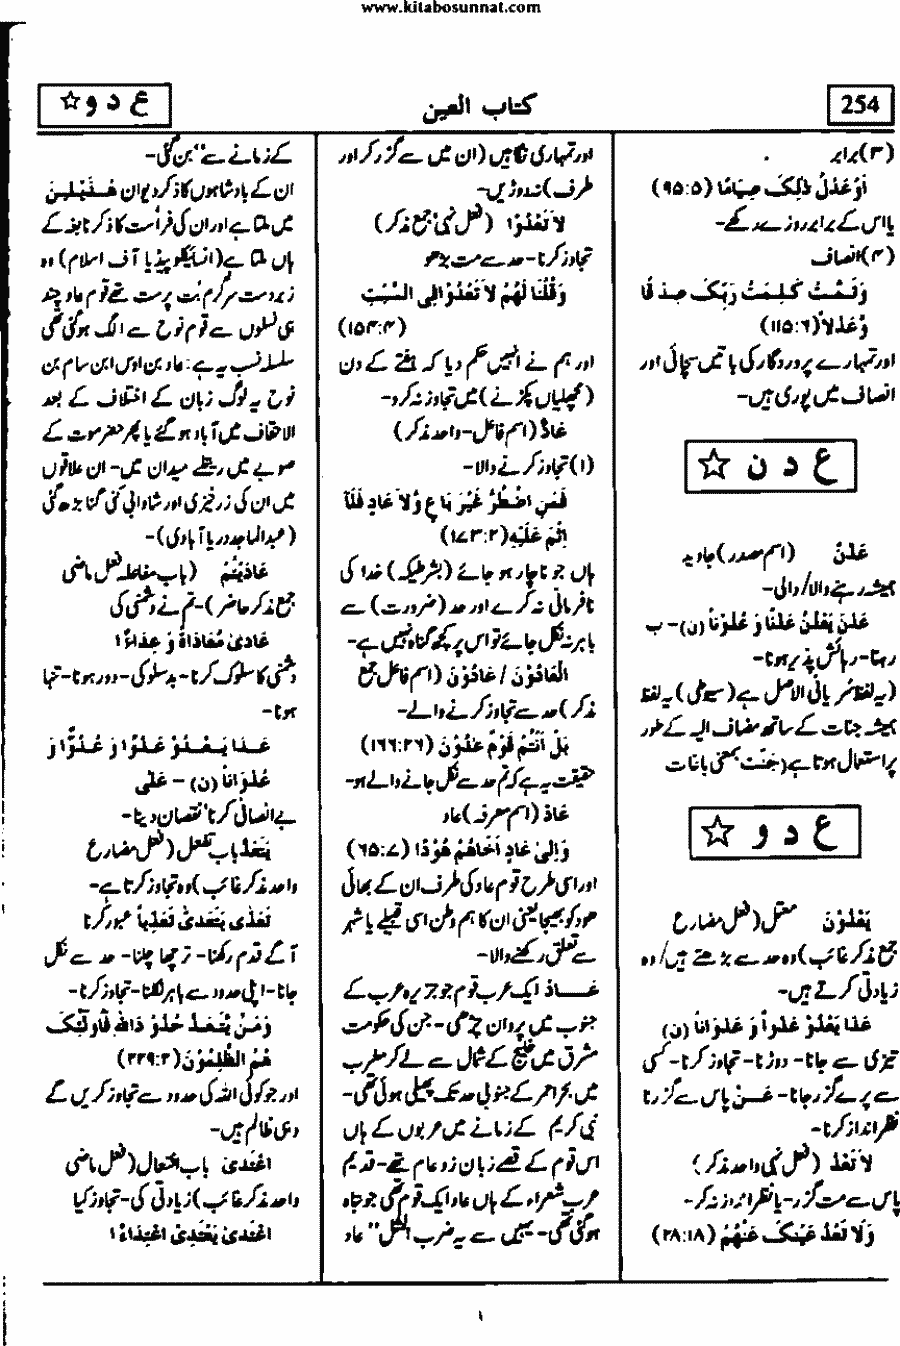 www.kitabosunnat.com
254
کتاب العین
ع د و ☆
(۳) برابر
اَوْ عَدْلُ ذٰلِکَ صِیَامًا (۹۵:۵)
یا اس کے برابر روزے رکھے۔
(۴) انصاف
وَتَمَّتْ کَلِمَتُ رَبِّکَ صِدْقًا
وَّعَدْلًا (۱۱۵:۶)
اور تمہارے پروردگار کی باتیں سچائی اور
انصاف میں پوری ہیں۔
ع د ن ☆
عَدْنٌ (اسم مصدر) جاوید
ہمیشہ رہنے والا/والی۔
عَدَنَ یَعْدِنُ عَدْنًا وَ عُدُوْنًا (ن)۔ ب
رہنا۔ رہائش پذیر ہونا۔
(یہ لفظ سریانی الاصل ہے (سیوطی) یہ لفظ
ہمیشہ جنات کے ساتھ مضاف الیہ کے طور
پر استعمال ہوتا ہے (جنّت بمعنی باغات
ع د و ☆
یَعْدُوْنَ معتل (فعل مضارع
جمع مذکر غائب) وہ حد سے بڑھتے ہیں/وہ
زیادتی کرتے ہیں۔
عَدَا یَعْدُوْ عَدْواً وَ عَدْوَاناً (ن)
تیزی سے جانا۔ دوڑنا۔ تجاوز کرنا۔ کسی
سے پرے گزر جانا۔ عَنْ پاس سے گزرنا
نظر انداز کرنا۔
لَا تَعْدُ (فعل نہی واحد مذکر)
پاس سے مت گزر۔ یا نظر انداز نہ کر۔
وَلَا تَعْدُ عَیْنٰکَ عَنْهُمْ (۲۸:۱۸)
اور تمہاری نگاہیں (ان میں سے گزر کر اور
طرف) نہ دوڑیں۔
لَا تَعْدُوْا (فعل نہی جمع مذکر)
تجاوز کرنا۔ حد سے مت بڑھو
وَقُلْنَا لَهُمْ لَا تَعْدُوْا فِی السَّبْتِ
(۱۵۴:۴)
اور ہم نے انہیں حکم دیا کہ ہفتے کے دن
(مچھلیاں پکڑنے) میں تجاوز نہ کرو۔
عَادٌ (اسم فاعل۔ واحد مذکر)
(۱) تجاوز کرنے والا۔
فَمَنِ اضْطُرَّ غَیْرَ بَاغٍ وَّلَا عَادٍ فَلَآ
اِثْمَ عَلَیْهِ (۱۷۳:۲)
ہاں جو ناچار ہو جائے (بشرطیکہ) خدا کی
نافرمانی نہ کرے اور حد (ضرورت) سے
باہر نہ نکل جائے تو اس پر کچھ گناہ نہیں ہے۔
الْعَادُوْنَ / عَادُوْنَ (اسم فاعل جمع
مذکر) حد سے تجاوز کرنے والے۔
بَلْ اَنْتُمْ قَوْمٌ عٰدُوْنَ (۱۶۶:۲۶)
حقیقت یہ ہے کہ تم حد سے نکل جانے والے ہو۔
عَادٌ (اسم معرفہ) عاد
وَاِلٰی عَادٍ اَخَاهُمْ هُوْدًا (۶۵:۷)
اور اسی طرح قوم عاد کی طرف ان کے بھائی
ھود کو بھیجا یعنی ان کا ہم وطن اسی قبیلے یا شہر
سے تعلق رکھنے والا۔
عَاد ایک عرب قوم جو جزیرہ عرب کے
جنوب میں پروان چڑھی۔ جن کی حکومت
مشرق میں خلیج کے شمال سے لے کر مغرب
میں بحر احمر کے جنوبی حد تک پھیلی ہوئی تھی۔
نبی کریم کے زمانے میں عربوں کے ہاں
اس قوم کے قصے زبان زد عام تھے۔ قدیم
عرب شعراء کے ہاں عاد ایک قوم تھی جو تباہ
ہو گئی تھی۔ یہیں سے یہ ضرب المثل "عاد
کے زمانے سے" بن گئی۔
ان کے بادشاہوں کا ذکر دیوان هُذَیْلِیْن
میں ملتا ہے اور ان کی فراست کا ذکر نابغہ کے
ہاں ملتا ہے (انسائیکلوپیڈیا آف اسلام) وہ
زبردست سرگرم بُت پرست تھے قوم عاد چند
ہی نسلوں سے قوم نوح سے الگ ہو گئی تھی
سلسلہ نسب یہ ہے: عاد بن اوس ابن سام بن
نوح یہ لوگ زبان کے اختلاف کے بعد
الاحقاف میں آباد ہو گئے یا پھر حضرموت کے
صوبے میں ریتلے میدان میں۔ ان علاقوں
میں ان کی زرخیزی اور شادابی کئی گنا بڑھ گئی
(عبدالماجد دریا آبادی)۔
عَادَیْتُمْ (باب مفاعلہ فعل ماضی
جمع مذکر حاضر)۔ تم نے دشمنی کی
عَادٰی مُعَادَاةً وَ عِدَاءً ا
دشمنی کا سلوک کرنا۔ بدسلوکی۔ دور ہونا۔ تنہا
ہونا۔
عَدَا یَعْدُوْ عَدْوًا وَ عُدُوًّا وَ
عُدْوَاناً (ن) – عَلٰی
بے انصافی کرنا' نقصان دینا۔
یَتَعَدَّ باب تفعل (فعل مضارع
واحد مذکر غائب) وہ تجاوز کرتا ہے۔
تَعَدّٰی یَتَعَدّٰی تَعَدِّیاً عبور کرنا
آگے قدم رکھنا۔ ترچھا چلنا۔ حد سے نکل
جانا۔ اپنی حدود سے باہر نکلنا۔ تجاوز کرنا۔
وَمَنْ یَّتَعَدَّ حُدُوْدَ اللّٰهِ فَاُولٰٓئِکَ
هُمُ الظّٰلِمُوْنَ (۲۲۹:۲)
اور جو کوئی اللہ کی حدود سے تجاوز کریں گے
وہی ظالم ہیں۔
اعْتَدٰی باب افتعال (فعل ماضی
واحد مذکر غائب) زیادتی کی۔ تجاوز کیا
اعْتَدٰی یَعْتَدِیْ اعْتِدَاءً ا